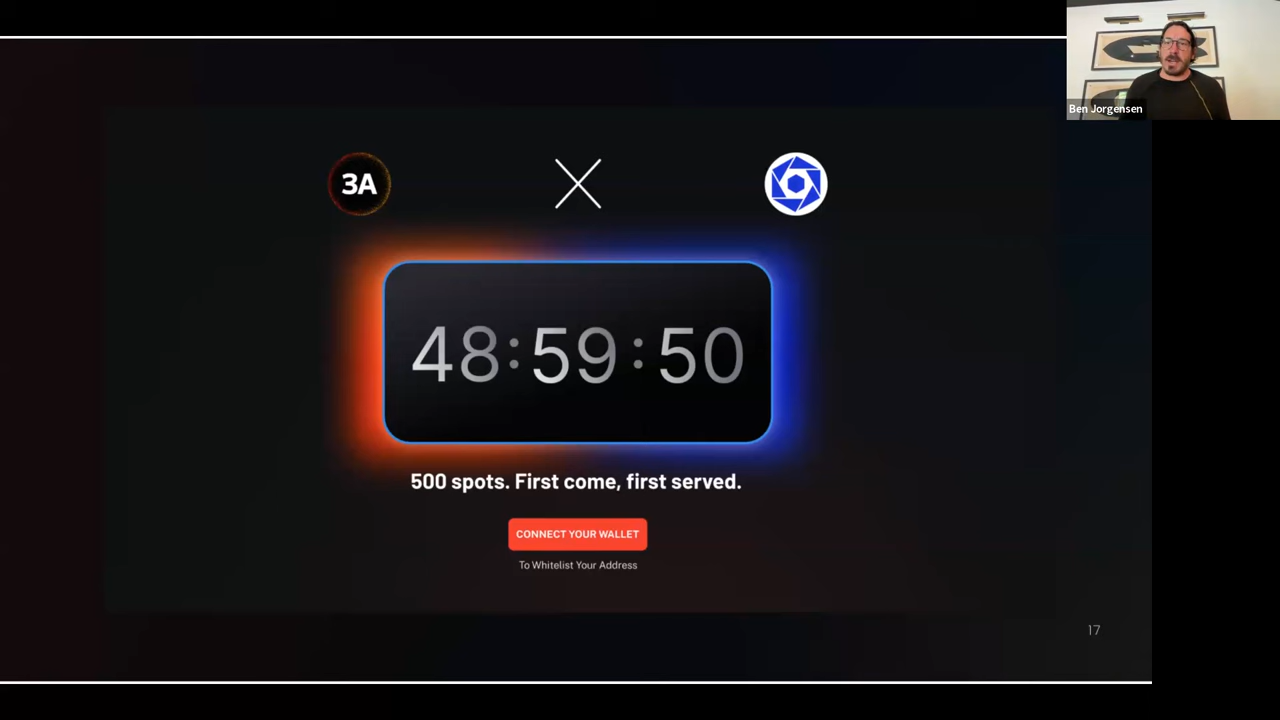 Ben Jorgensen
3A
48:59:50
500 spots. First come, first served.
CONNECT YOUR WALLET
To Whitelist Your Address
17